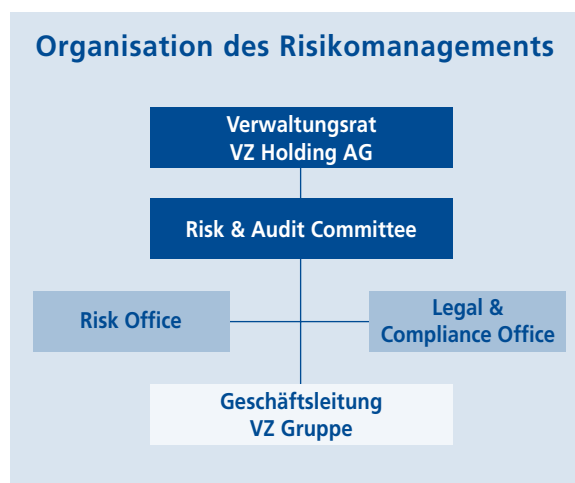 Organisation des Risikomanagements
Verwaltungsrat
VZ Holding AG
Risk & Audit Committee
Risk Office
Legal &
Compliance Office
Geschäftsleitung
VZ Gruppe